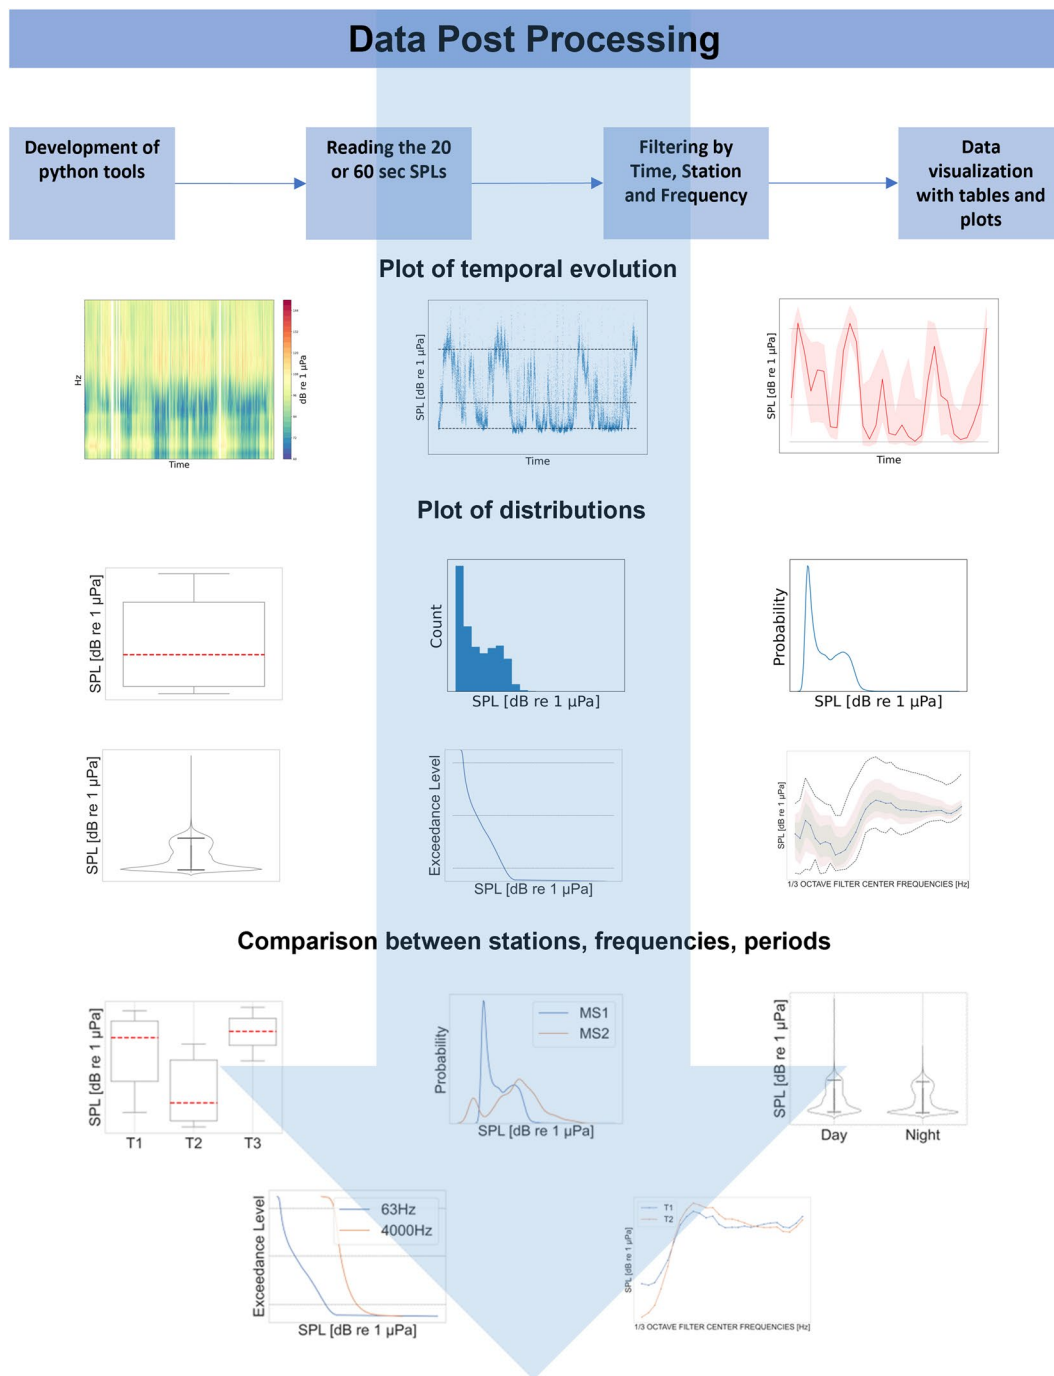 Data Post Processing
Development of
python tools
Reading the 20
or 60 sec SPLs
Filtering by
Time, Station
and Frequency
Data
visualization
with tables and
plots
Plot of temporal evolution
Hz
Time
dB re 1 µPa
SPL [dB re 1 µPa]
Time
SPL [dB re 1 µPa]
Time
Plot of distributions
SPL [dB re 1 µPa]
Count
SPL [dB re 1 µPa]
Probability
SPL [dB re 1 µPa]
SPL [dB re 1 µPa]
Exceedance Level
SPL [dB re 1 µPa]
SPL [dB re 1 µPa]
1/3 OCTAVE FILTER CENTER FREQUENCIES [Hz]
Comparison between stations, frequencies, periods
SPL [dB re 1 µPa]
T1 T2 T3
Probability
MS1
MS2
SPL [dB re 1 µPa]
SPL [dB re 1 µPa]
Day Night
Exceedance Level
63Hz
4000Hz
SPL [dB re 1 µPa]
SPL [dB re 1 µPa]
T1
T2
1/3 OCTAVE FILTER CENTER FREQUENCIES [Hz]